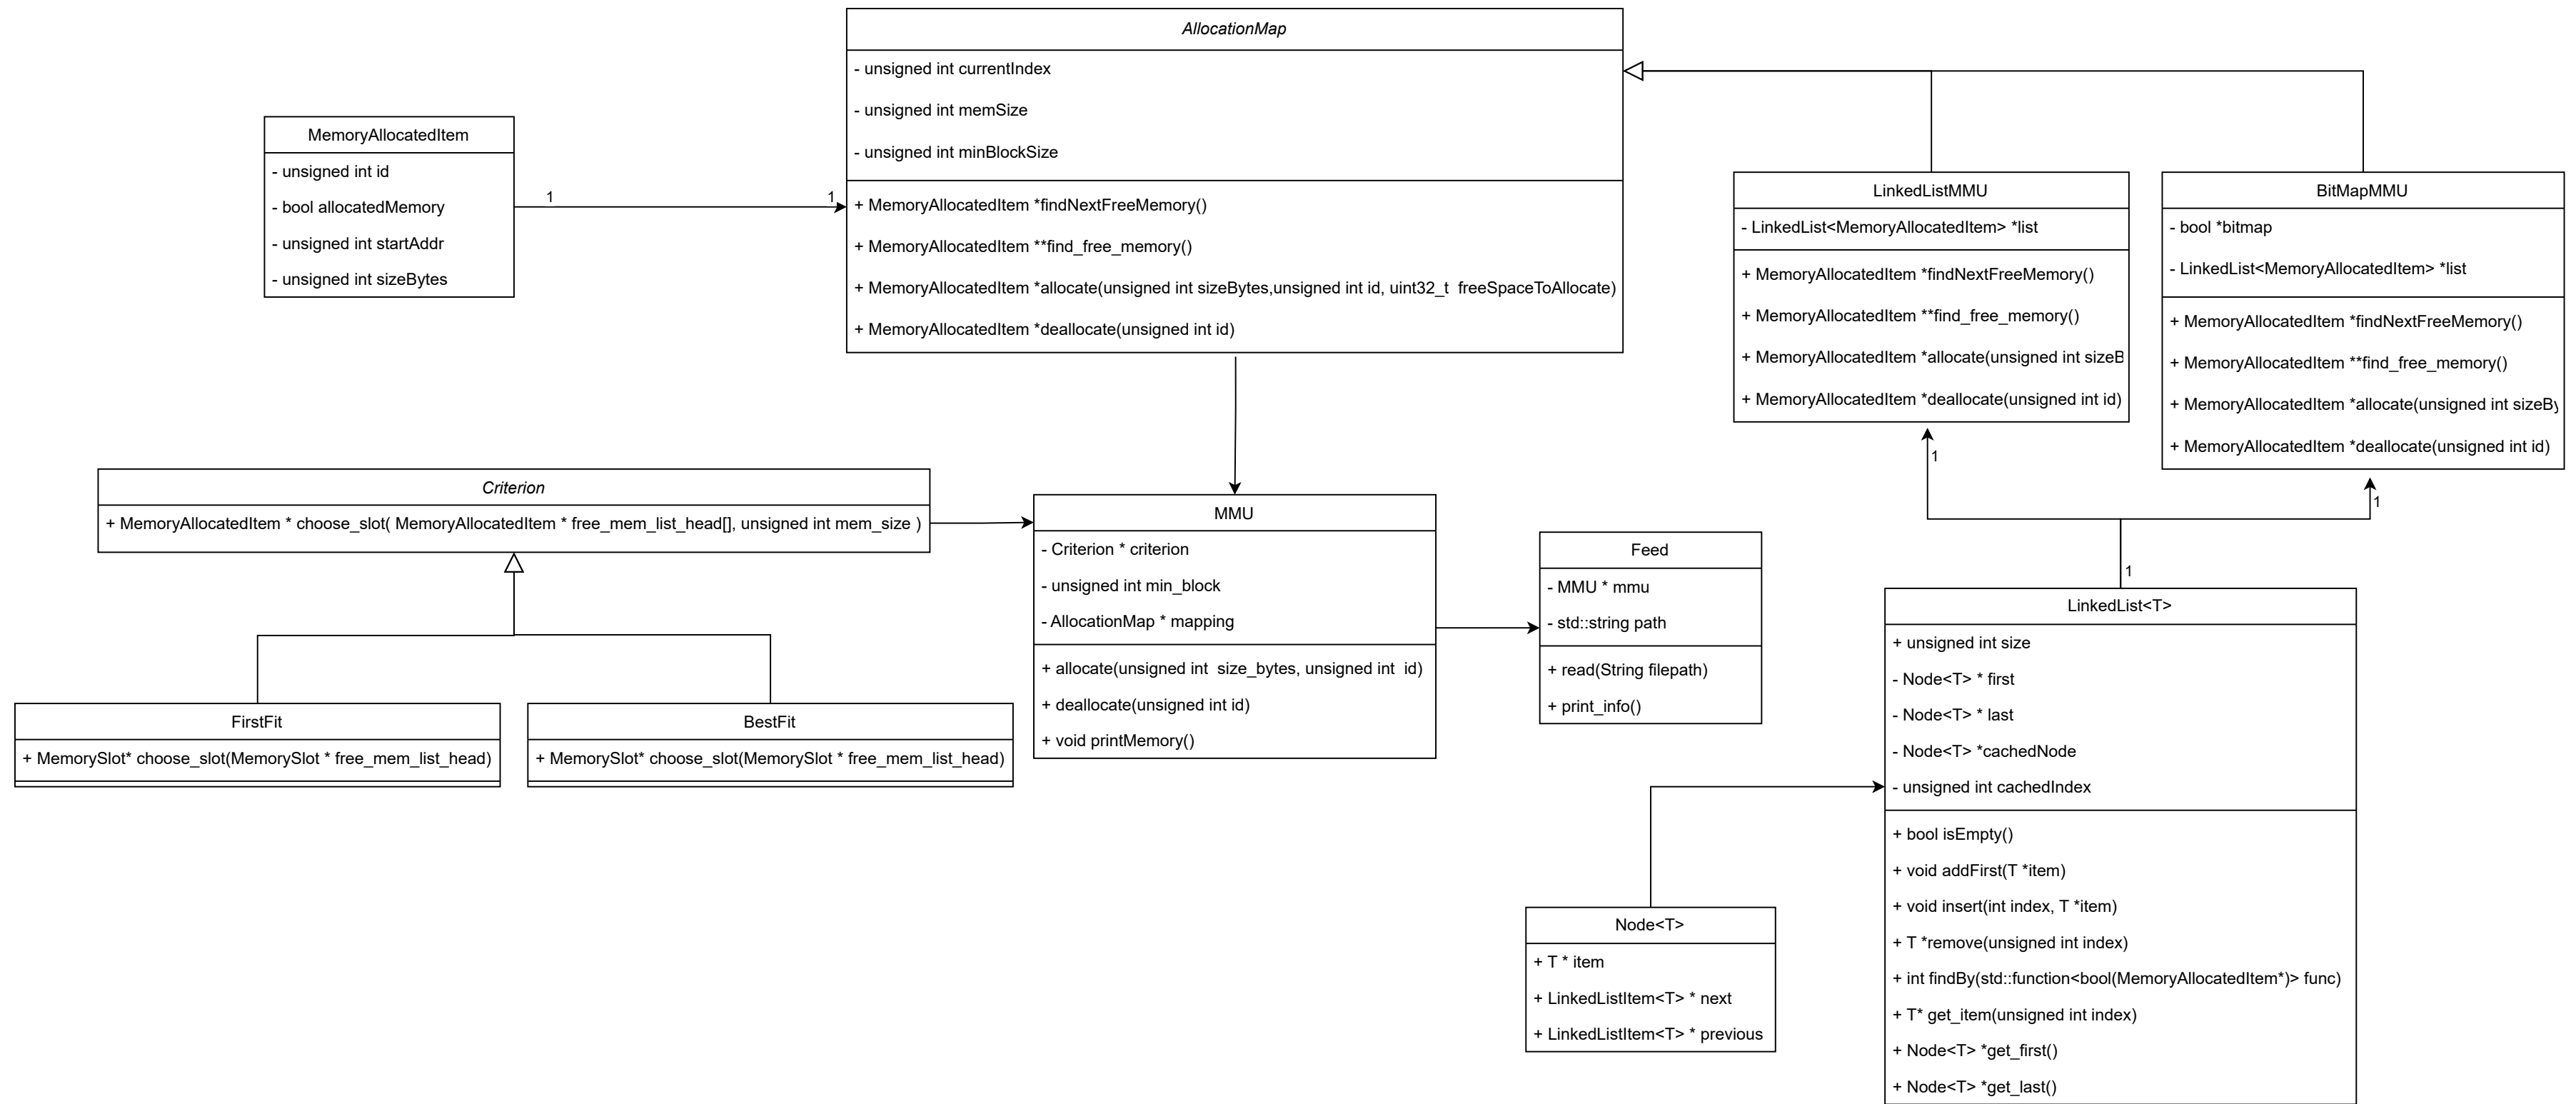 AllocationMap
- unsigned int currentIndex
- unsigned int memSize
- unsigned int minBlockSize
+ MemoryAllocatedItem *findNextFreeMemory()
+ MemoryAllocatedItem **find_free_memory()
+ MemoryAllocatedItem *allocate(unsigned int sizeBytes,unsigned int id, uint32_t freeSpaceToAllocate)
+ MemoryAllocatedItem *deallocate(unsigned int id)
MemoryAllocatedItem
- unsigned int id
- bool allocatedMemory
- unsigned int startAddr
- unsigned int sizeBytes
1
1
LinkedListMMU
- LinkedList<MemoryAllocatedItem> *list
+ MemoryAllocatedItem *findNextFreeMemory()
+ MemoryAllocatedItem **find_free_memory()
+ MemoryAllocatedItem *allocate(unsigned int sizeB
+ MemoryAllocatedItem *deallocate(unsigned int id)
BitMapMMU
- bool *bitmap
- LinkedList<MemoryAllocatedItem> *list
+ MemoryAllocatedItem *findNextFreeMemory()
+ MemoryAllocatedItem **find_free_memory()
+ MemoryAllocatedItem *allocate(unsigned int sizeBy
+ MemoryAllocatedItem *deallocate(unsigned int id)
1
1
1
Criterion
+ MemoryAllocatedItem * choose_slot( MemoryAllocatedItem * free_mem_list_head[], unsigned int mem_size )
MMU
- Criterion * criterion
- unsigned int min_block
- AllocationMap * mapping
+ allocate(unsigned int size_bytes, unsigned int id)
+ deallocate(unsigned int id)
+ void printMemory()
Feed
- MMU * mmu
- std::string path
+ read(String filepath)
+ print_info()
FirstFit
+ MemorySlot* choose_slot(MemorySlot * free_mem_list_head)
BestFit
+ MemorySlot* choose_slot(MemorySlot * free_mem_list_head)
LinkedList<T>
+ unsigned int size
- Node<T> * first
- Node<T> * last
- Node<T> *cachedNode
- unsigned int cachedIndex
+ bool isEmpty()
+ void addFirst(T *item)
+ void insert(int index, T *item)
+ T *remove(unsigned int index)
+ int findBy(std::function<bool(MemoryAllocatedItem*)> func)
+ T* get_item(unsigned int index)
+ Node<T> *get_first()
+ Node<T> *get_last()
Node<T>
+ T * item
+ LinkedListItem<T> * next
+ LinkedListItem<T> * previous